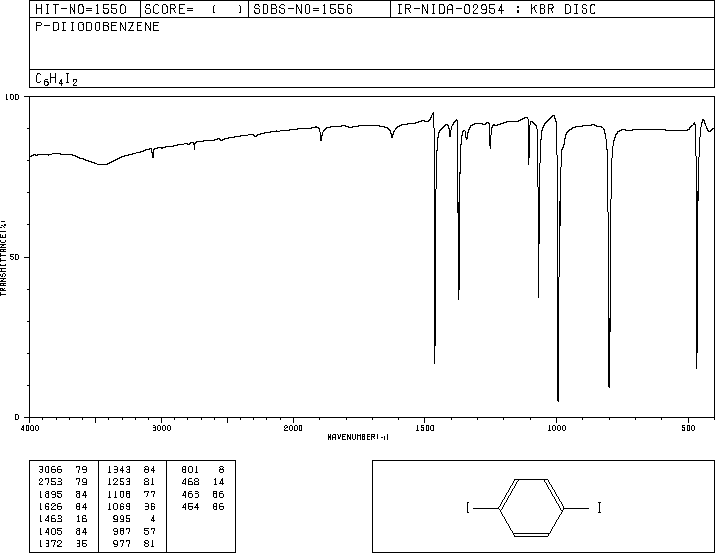 HIT-NO=1550 SCORE= ( ) SDBS-NO=1556 IR-NIDA-02954 : KBR DISC
P-DIIODOBENZENE
C6H4I2
100
50
0
TRANSMITTANCE(%)
4000 3000 2000 1500 1000 500
WAVENUMBER(-1)
3066 79 1343 84 801 8
2753 79 1253 81 468 14
1895 84 1108 77 463 86
1626 84 1069 36 454 86
1463 16 995 4
1405 84 987 57
1372 35 977 81
I I